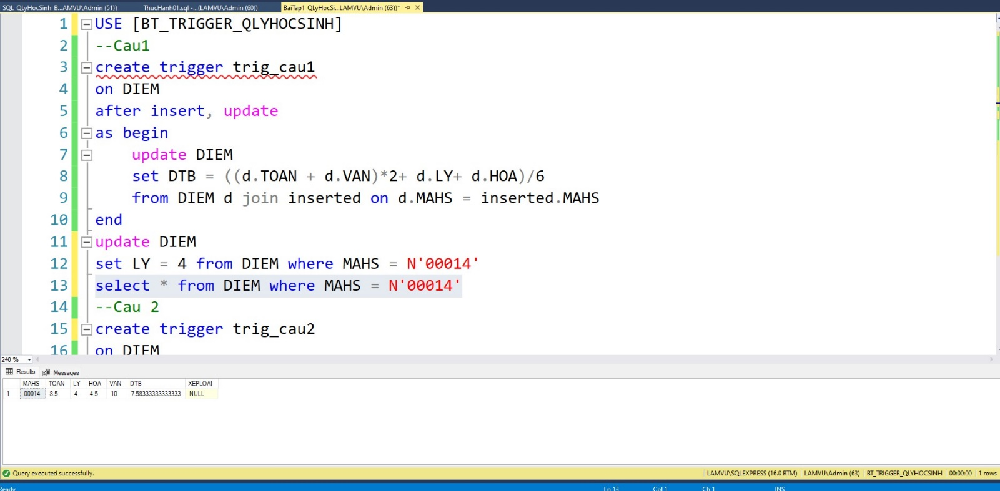 SQL_QLyHocSinh_B...AMVU\Admin (51))
ThucHanh01.sql -...(LAMVU\Admin (60))
BaiTap1_QLyHocSi...LAMVU\Admin (63))*
1 USE [BT_TRIGGER_QLYHOCSINH]
2 --Cau1
3 create trigger trig_cau1
4 on DIEM
5 after insert, update
6 as begin
7 update DIEM
8 set DTB = ((d.TOAN + d.VAN)*2+ d.LY+ d.HOA)/6
9 from DIEM d join inserted on d.MAHS = inserted.MAHS
10 end
11 update DIEM
12 set LY = 4 from DIEM where MAHS = N'00014'
13 select * from DIEM where MAHS = N'00014'
14 --Cau 2
15 create trigger trig_cau2
16 on DIEM
240 %
Results Messages
MAHS TOAN LY HOA VAN DTB XEPLOAI
1 00014 8.5 4 4.5 10 7.58333333333333 NULL
Query executed successfully. LAMVU\SQLEXPRESS (16.0 RTM) LAMVU\Admin (63) BT_TRIGGER_QLYHOCSINH 00:00:00 1 rows
Ready Ln 13 Col 1 Ch 1 INS